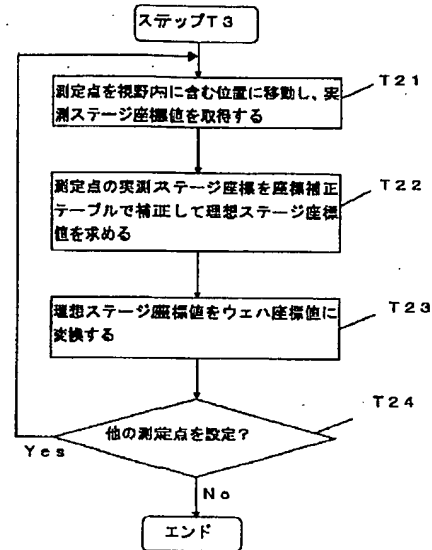 ステップT3
測定点を視野内に含む位置に移動し、実
測ステージ座標値を取得する
T21
測定点の実測ステージ座標を座標補正
テーブルで補正して理想ステージ座標
値を求める
T22
理想ステージ座標値をウェハ座標値に
変換する
T23
他の測定点を設定?
T24
Yes
No
エンド